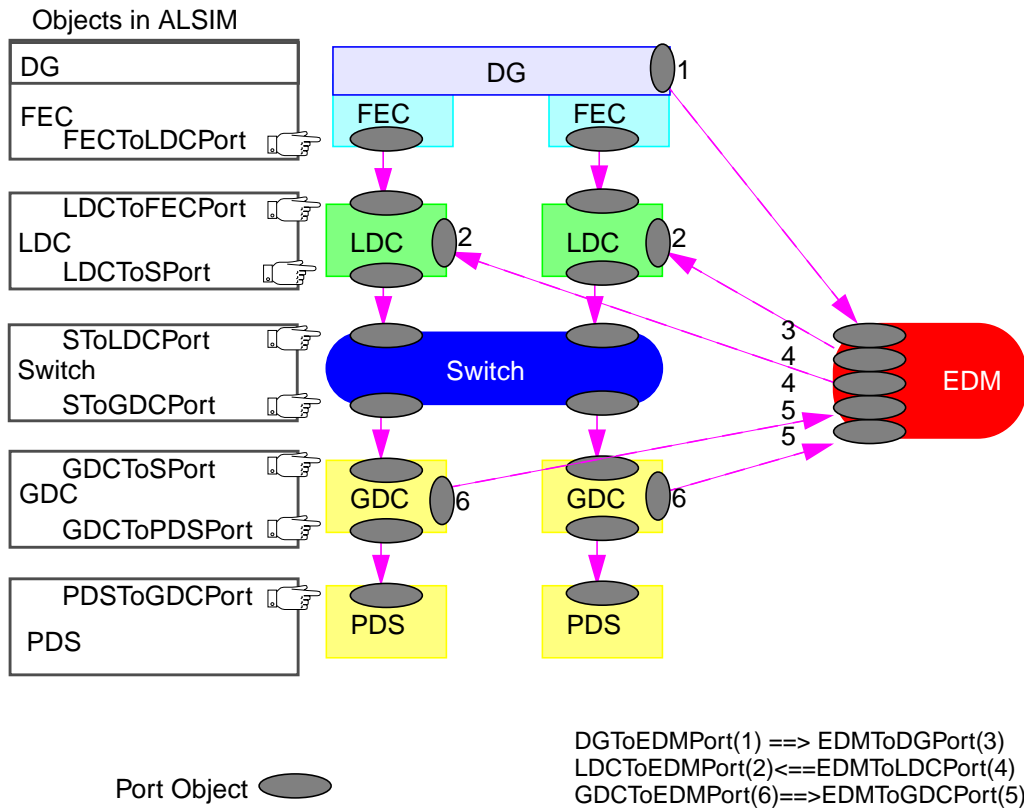 Objects in ALSIM
DG
FEC
FECToLDCPort
LDCToFECPort
LDC
LDCToSPort
SToLDCPort
Switch
SToGDCPort
GDCToSPort
GDC
GDCToPDSPort
PDSToGDCPort
PDS
DG
1
FEC
FEC
LDC
2
LDC
2
Switch
3
4
4
5
5
EDM
GDC
6
GDC
6
PDS
PDS
Port Object
DGToEDMPort(1) ==> EDMToDGPort(3)
LDCToEDMPort(2)<==EDMToLDCPort(4)
GDCToEDMPort(6)==>EDMToGDCPort(5)